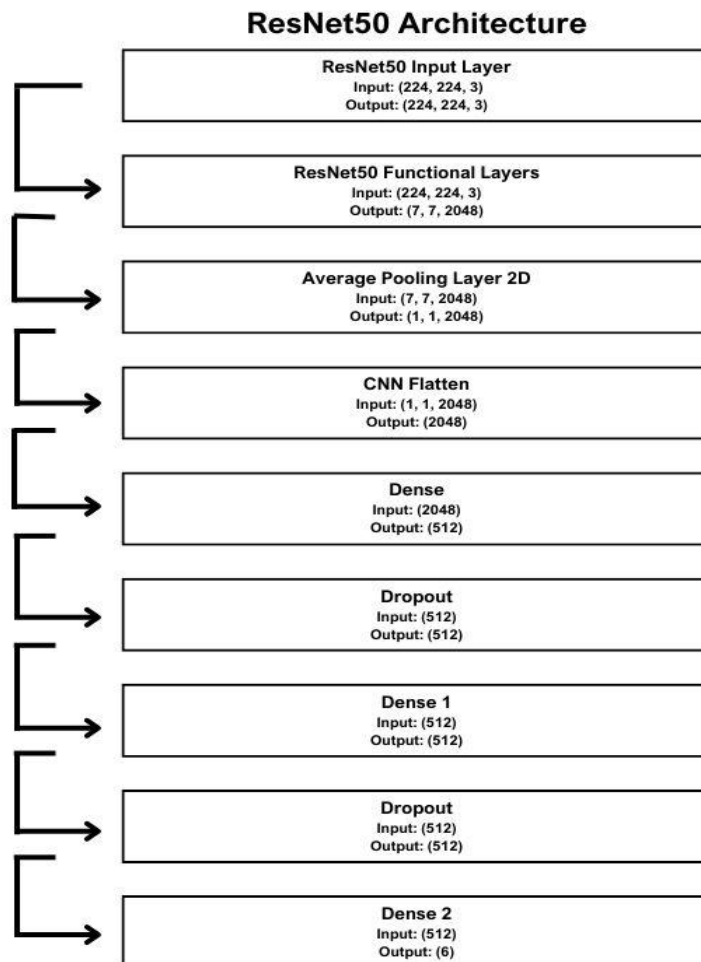 ResNet50 Architecture
ResNet50 Input Layer
Input: (224, 224, 3)
Output: (224, 224, 3)
ResNet50 Functional Layers
Input: (224, 224, 3)
Output: (7, 7, 2048)
Average Pooling Layer 2D
Input: (7, 7, 2048)
Output: (1, 1, 2048)
CNN Flatten
Input: (1, 1, 2048)
Output: (2048)
Dense
Input: (2048)
Output: (512)
Dropout
Input: (512)
Output: (512)
Dense 1
Input: (512)
Output: (512)
Dropout
Input: (512)
Output: (512)
Dense 2
Input: (512)
Output: (6)